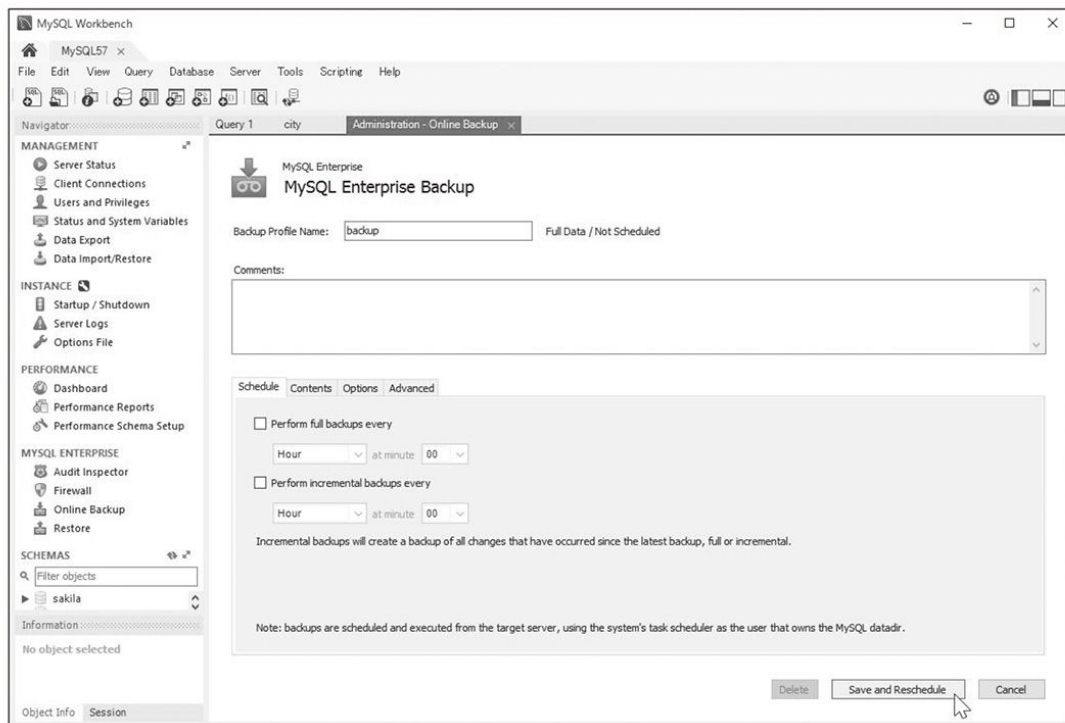 MySQL Workbench
MySQL57
File Edit View Query Database Server Tools Scripting Help
Navigator
MANAGEMENT
Server Status
Client Connections
Users and Privileges
Status and System Variables
Data Export
Data Import/Restore
INSTANCE
Startup / Shutdown
Server Logs
Options File
PERFORMANCE
Dashboard
Performance Reports
Performance Schema Setup
MYSQL ENTERPRISE
Audit Inspector
Firewall
Online Backup
Restore
SCHEMAS
Filter objects
sakila
Information
No object selected
Object Info Session
Query 1 city Administration - Online Backup
MySQL Enterprise
MySQL Enterprise Backup
Backup Profile Name: backup Full Data / Not Scheduled
Comments:
Schedule Contents Options Advanced
Perform full backups every
Hour at minute 00
Perform incremental backups every
Hour at minute 00
Incremental backups will create a backup of all changes that have occurred since the latest backup, full or incremental.
Note: backups are scheduled and executed from the target server, using the system's task scheduler as the user that owns the MySQL datadir.
Delete Save and Reschedule Cancel